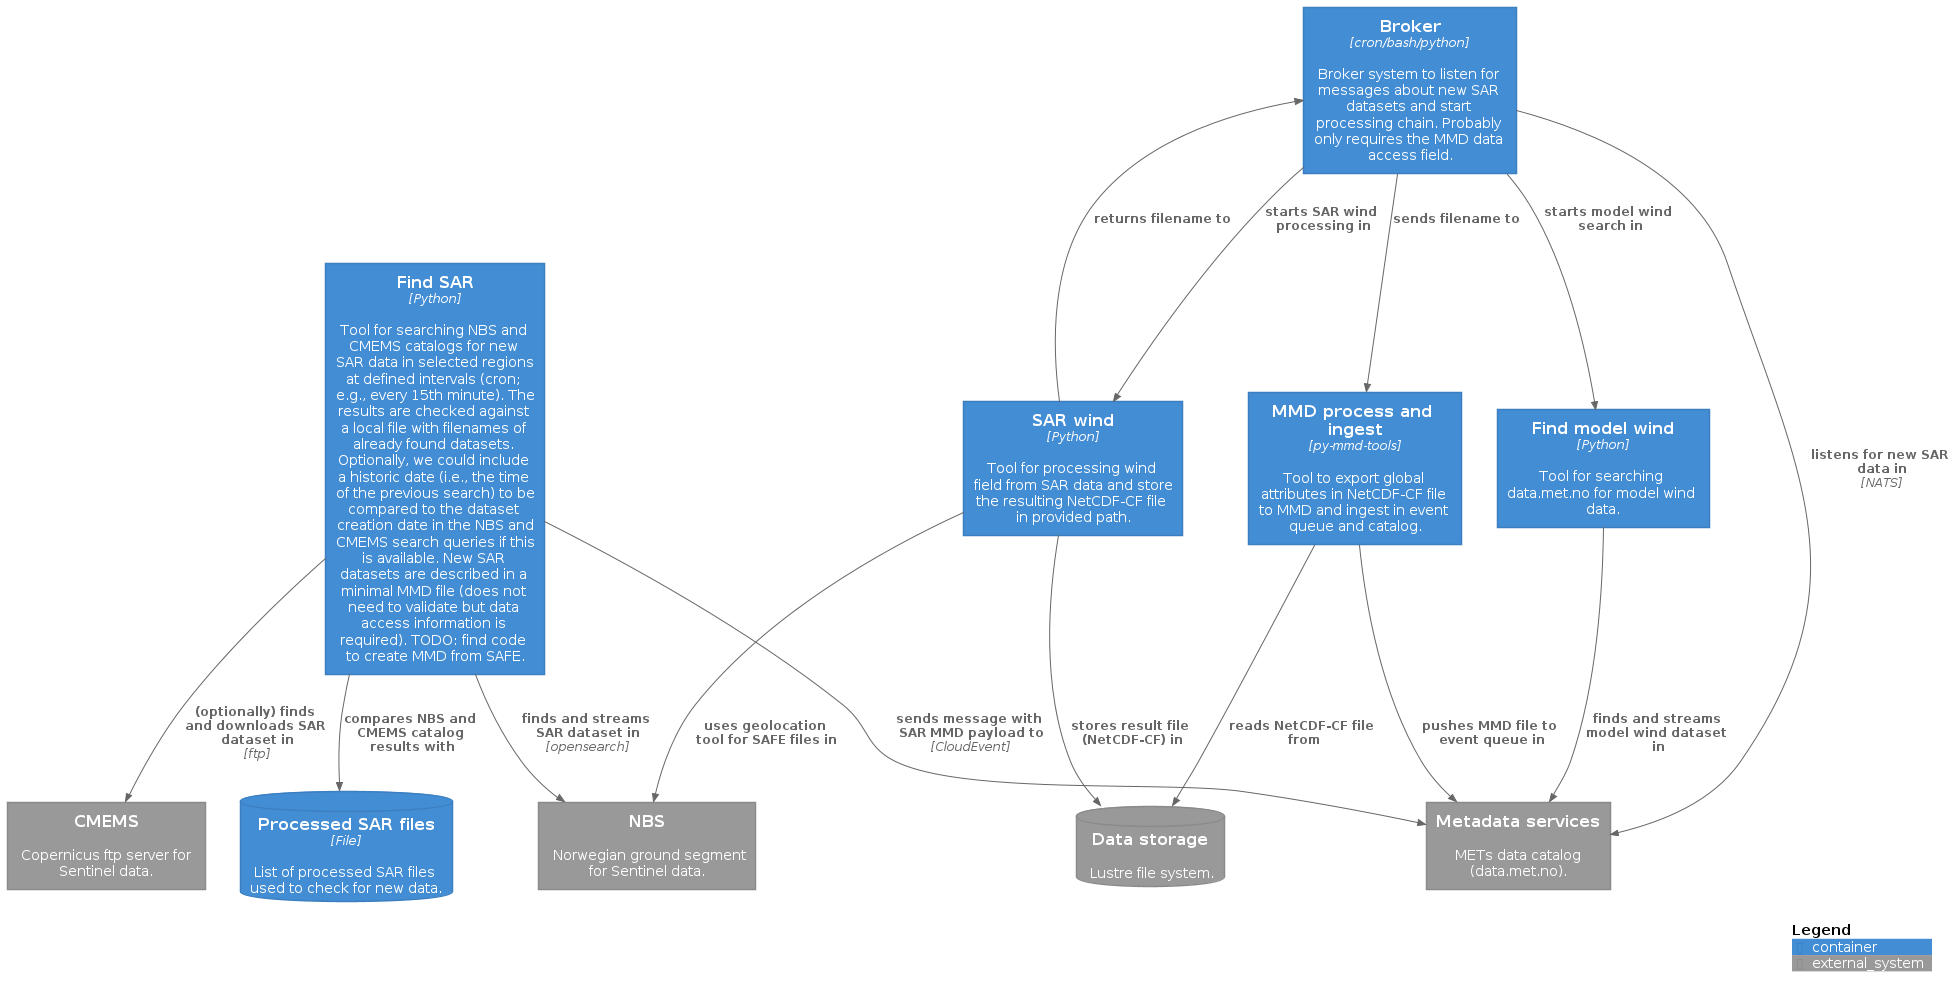 Broker
[cron/bash/python]
Broker system to listen for
messages about new SAR
datasets and start
processing chain. Probably
only requires the MMD data
access field.
returns filename to
starts SAR wind
processing in
sends filename to
starts model wind
search in
Find SAR
[Python]
Tool for searching NBS and
CMEMS catalogs for new
SAR data in selected regions
at defined intervals (cron;
e.g., every 15th minute). The
results are checked against
a local file with filenames of
already found datasets.
Optionally, we could include
a historic date (i.e., the time
of the previous search) to be
compared to the dataset
creation date in the NBS and
CMEMS search queries if this
is available. New SAR
datasets are described in a
minimal MMD file (does not
need to validate but data
access information is
required). TODO: find code
to create MMD from SAFE.
SAR wind
[Python]
Tool for processing wind
field from SAR data and store
the resulting NetCDF-CF file
in provided path.
MMD process and
ingest
[py-mmd-tools]
Tool to export global
attributes in NetCDF-CF file
to MMD and ingest in event
queue and catalog.
Find model wind
[Python]
Tool for searching
data.met.no for model wind
data.
listens for new SAR
data in
[NATS]
(optionally) finds
and downloads SAR
dataset in
[ftp]
compares NBS and
CMEMS catalog
results with
finds and streams
SAR dataset in
[opensearch]
uses geolocation
tool for SAFE files in
sends message with
SAR MMD payload to
[CloudEvent]
stores result file
(NetCDF-CF) in
reads NetCDF-CF file
from
pushes MMD file to
event queue in
finds and streams
model wind dataset
in
CMEMS
Copernicus ftp server for
Sentinel data.
Processed SAR files
[File]
List of processed SAR files
used to check for new data.
NBS
Norwegian ground segment
for Sentinel data.
Data storage
Lustre file system.
Metadata services
METs data catalog
(data.met.no).
Legend
container
external_system